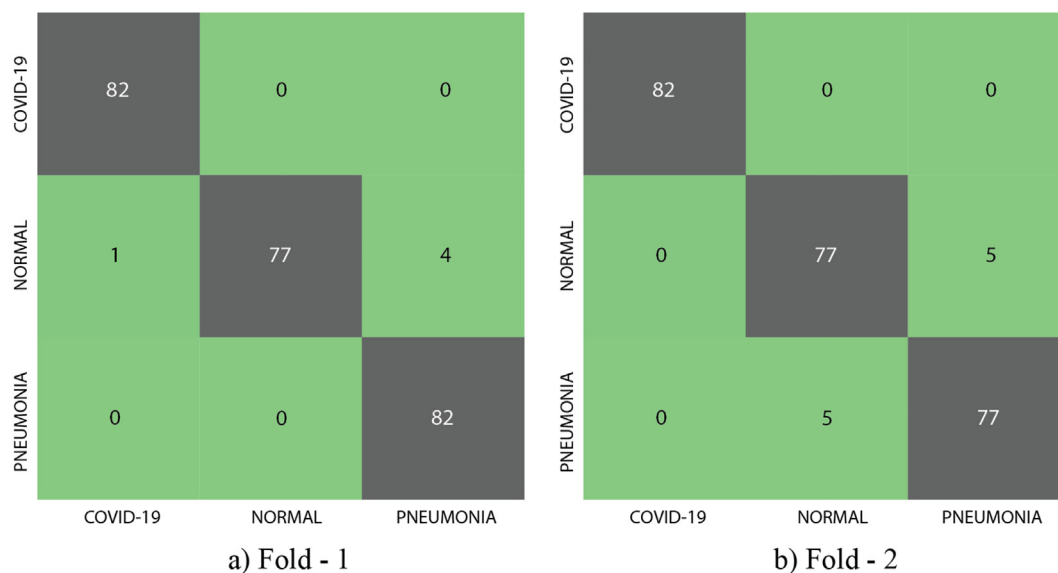 COVID-19
82 0 0
NORMAL
1 77 4
PNEUMONIA
0 0 82
COVID-19 NORMAL PNEUMONIA
a) Fold - 1
COVID-19
82 0 0
NORMAL
0 77 5
PNEUMONIA
0 5 77
COVID-19 NORMAL PNEUMONIA
b) Fold - 2